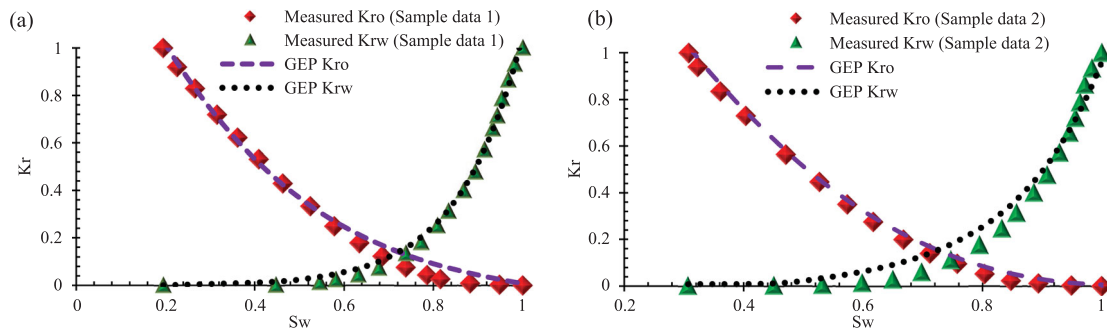 (a)
Measured Kro (Sample data 1)
Measured Krw (Sample data 1)
GEP Kro
GEP Krw
Kr
1
0.8
0.6
0.4
0.2
0
0 0.2 0.4 0.6 0.8 1
Sw
(b)
Measured Kro (Sample data 2)
Measured Krw (Sample data 2)
GEP Kro
GEP Krw
Kr
1
0.8
0.6
0.4
0.2
0
0.2 0.4 0.6 0.8 1
Sw